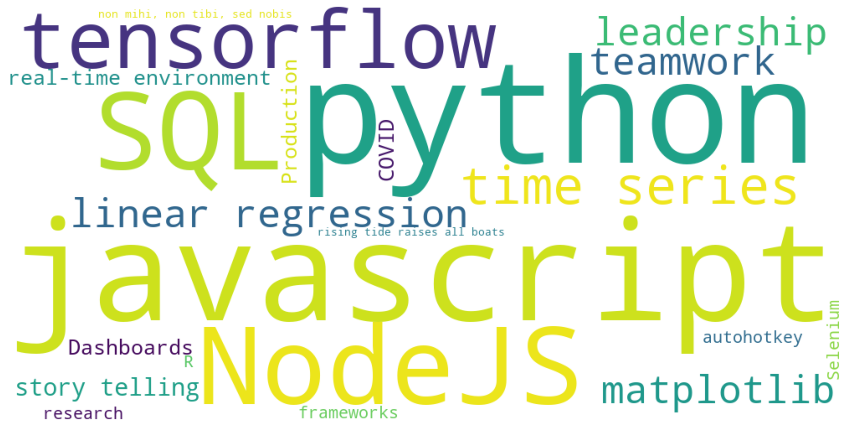 non mihi, non tibi, sed nobis
tensorflow
leadership
teamwork
real-time environment
Production
SQL
python
COVID
time series
linear regression
rising tide raises all boats
javascript
Dashboards
R
NodeJS
autohotkey
Selenium
story telling
matplotlib
research
frameworks